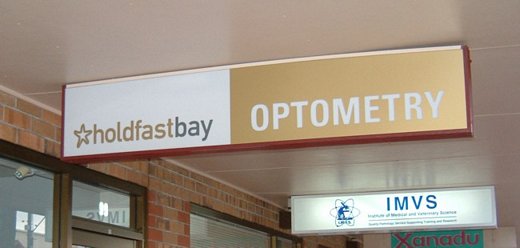 holdfastbay
OPTOMETRY
IMVS
Institute of Medical and Veterinary Science
Xanadu